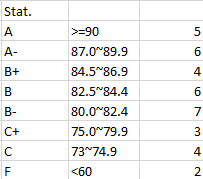 Stat.
A >=90 5
A- 87.0~89.9 6
B+ 84.5~86.9 4
B 82.5~84.4 6
B- 80.0~82.4 7
C+ 75.0~79.9 3
C 73~74.9 4
F <60 2